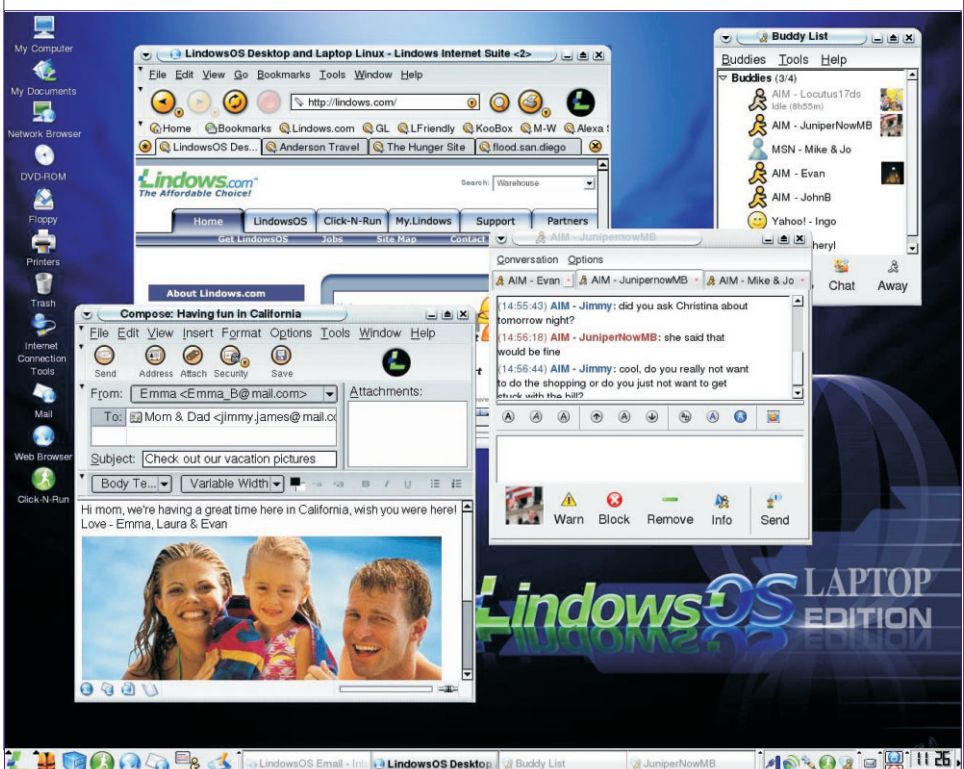 My Computer
My Documents
Network Browser
DVD-ROM
Floppy
Printers
Trash
Internet
Connection
Tools
Mail
Web Browser
Click-N-Run
LindowsOS Desktop and Laptop Linux - Lindows Internet Suite <2>
File Edit View Go Bookmarks Tools Window Help
http://lindows.com/
Home Bookmarks Lindows.com GL LFriendly KooBox M-W Alexa
LindowsOS Des... Anderson Travel The Hunger Site flood.san.diego
Lindows.com™
The Affordable Choice!
Search: Warehouse
Home LindowsOS Click-N-Run My.Lindows Support Partners
Get LindowsOS Jobs Site Map Contact
About Lindows.com
Buddy List
Buddies Tools Help
Buddies (3/4)
AIM - Locutus17ds
Idle (8h55m)
AIM - JuniperNowMB
MSN - Mike & Jo
AIM - Evan
AIM - JohnB
Yahoo! - Ingo
Chat Away
AIM - JunipernowMB
Conversation Options
AIM - Evan AIM - JunipernowMB AIM - Mike & Jo
(14:55:43) AIM - Jimmy: did you ask Christina about
tomorrow night?
(14:56:18) AIM - JuniperNowMB: she said that
would be fine
(14:56:44) AIM - Jimmy: cool, do you really not want
to do the shopping or do you just not want to get
stuck with the bill?
Warn Block Remove Info Send
Compose: Having fun in California
File Edit View Insert Format Options Tools Window Help
Send Address Attach Security Save
From: Emma <Emma_B@mail.com>
Attachments:
To: Mom & Dad <jimmy.james@mail.co
Subject: Check out our vacation pictures
Body Te... Variable Width
Hi mom, we're having a great time here in California, wish you were here!
Love - Emma, Laura & Evan
LindowsOS LAPTOP
EDITION
LindowsOS Email - Int LindowsOS Desktop Buddy List JuniperNowMB
11 26